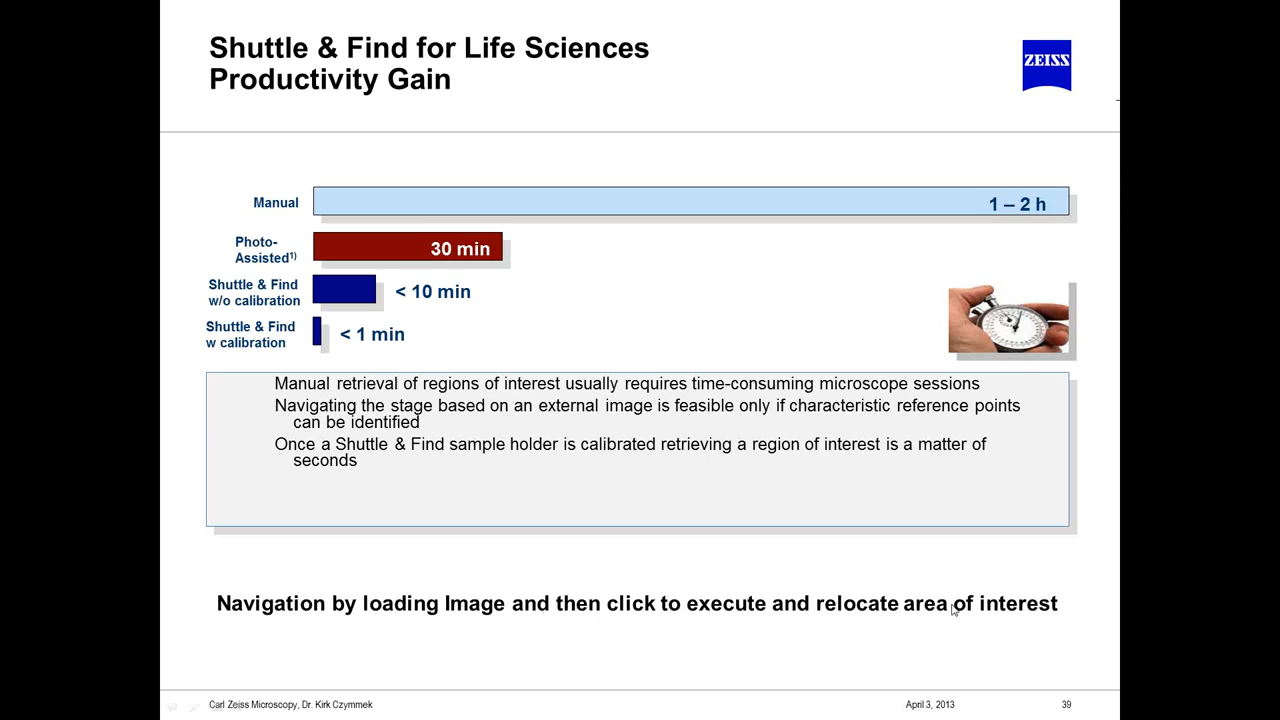 Shuttle & Find for Life Sciences
Productivity Gain
ZEISS
Manual
1 – 2 h
Photo-
Assisted1)
30 min
Shuttle & Find
w/o calibration
< 10 min
Shuttle & Find
w calibration
< 1 min
Manual retrieval of regions of interest usually requires time-consuming microscope sessions
Navigating the stage based on an external image is feasible only if characteristic reference points
can be identified
Once a Shuttle & Find sample holder is calibrated retrieving a region of interest is a matter of
seconds
Navigation by loading Image and then click to execute and relocate area of interest
Carl Zeiss Microscopy, Dr. Kirk Czymmek
April 3, 2013
39